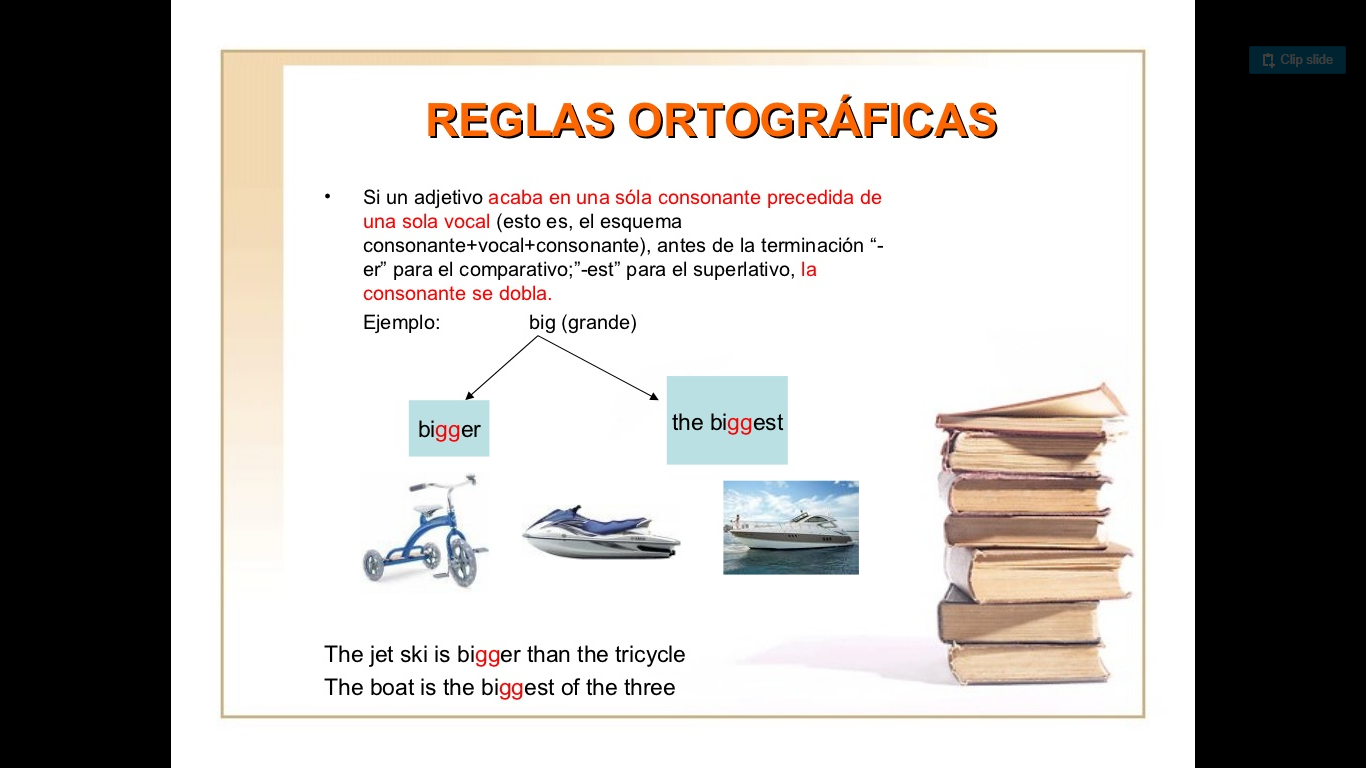 Clip slide
REGLAS ORTOGRÁFICAS
• Si un adjetivo acaba en una sóla consonante precedida de
una sola vocal (esto es, el esquema
consonante+vocal+consonante), antes de la terminación “-
er” para el comparativo;”-est” para el superlativo, la
consonante se dobla.
Ejemplo: big (grande)
bigger
the biggest
The jet ski is bigger than the tricycle
The boat is the biggest of the three